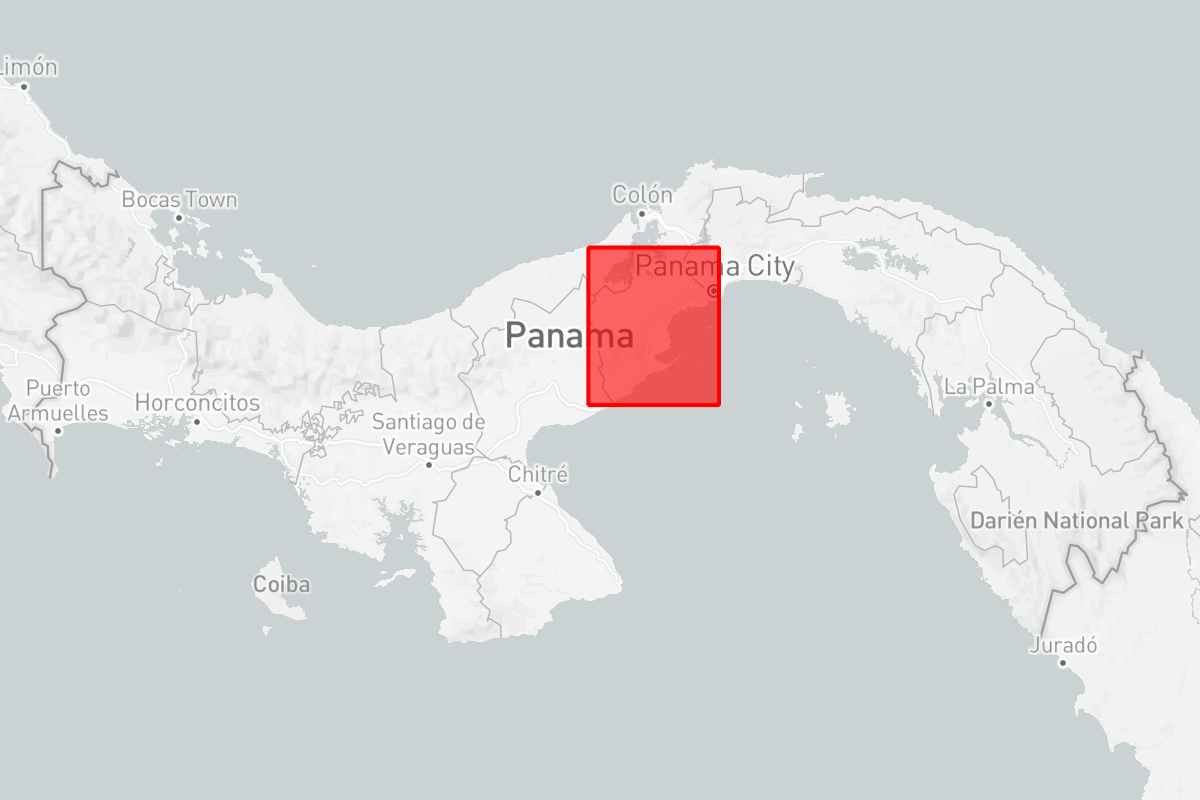 Limón
Bocas Town
Colón
Panama City
Panama
Puerto
Armuelles
Horconcitos
La Palma
Santiago de
Veraguas
Chitré
Darién National Park
Coiba
Juradó